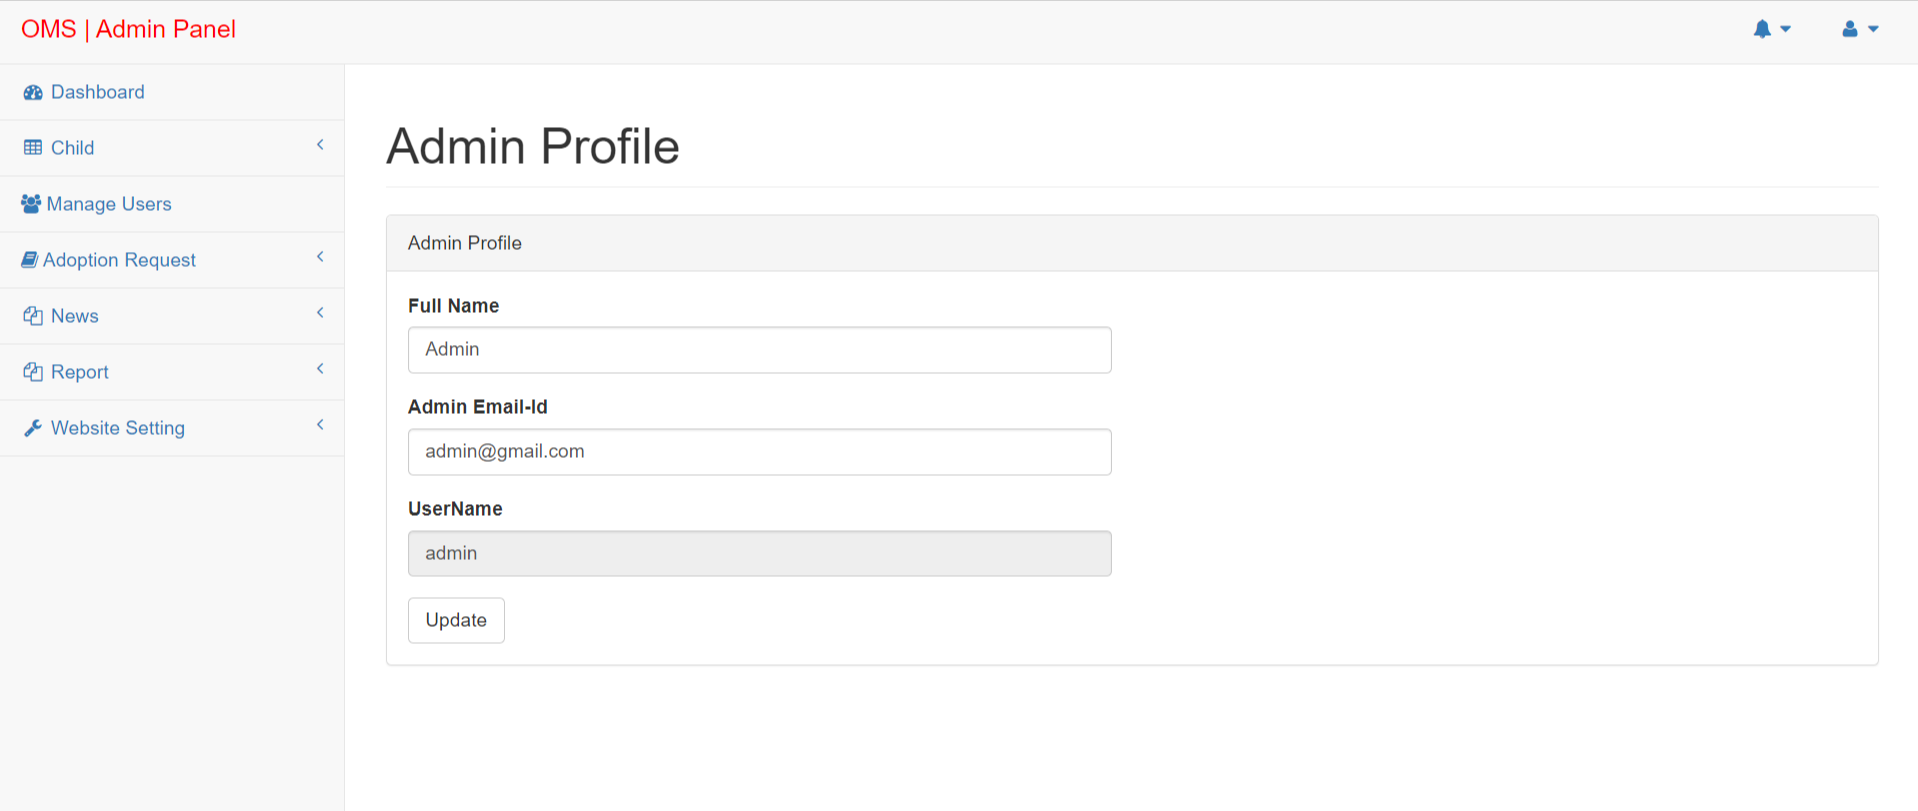 OMS | Admin Panel
Dashboard
Child
Manage Users
Adoption Request
News
Report
Website Setting
Admin Profile
Admin Profile
Full Name
Admin
Admin Email-Id
admin@gmail.com
UserName
admin
Update